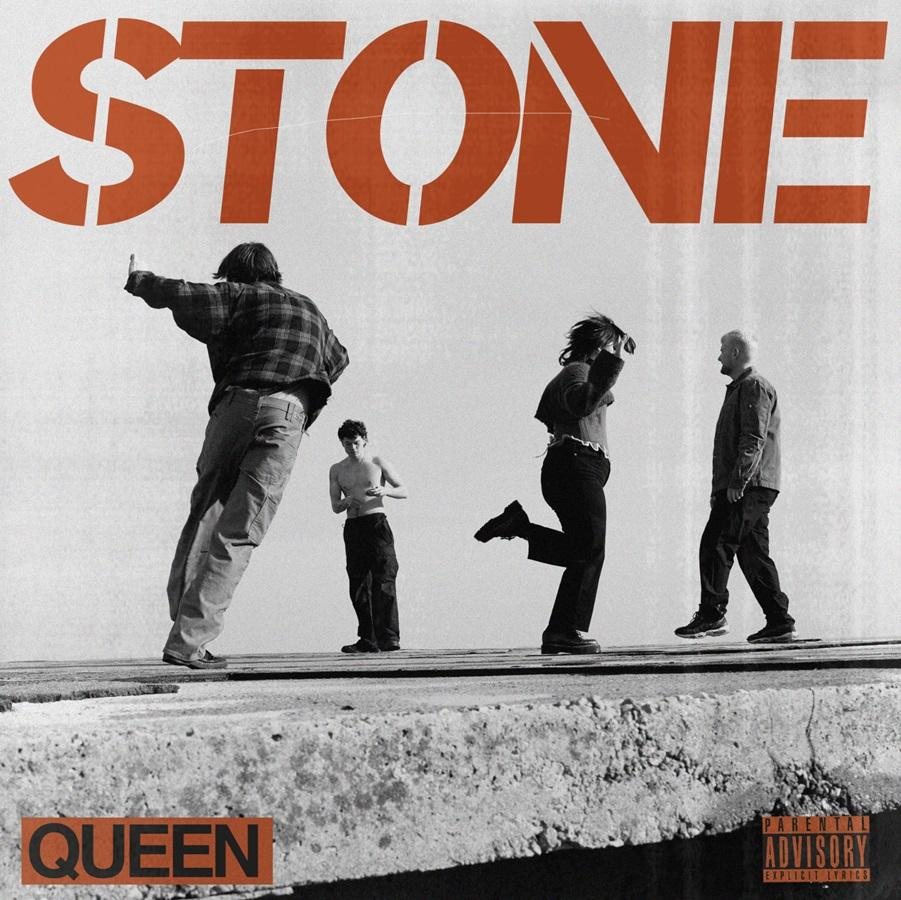 STONE
QUEEN
PARENTAL
ADVISORY
EXPLICIT LYRICS